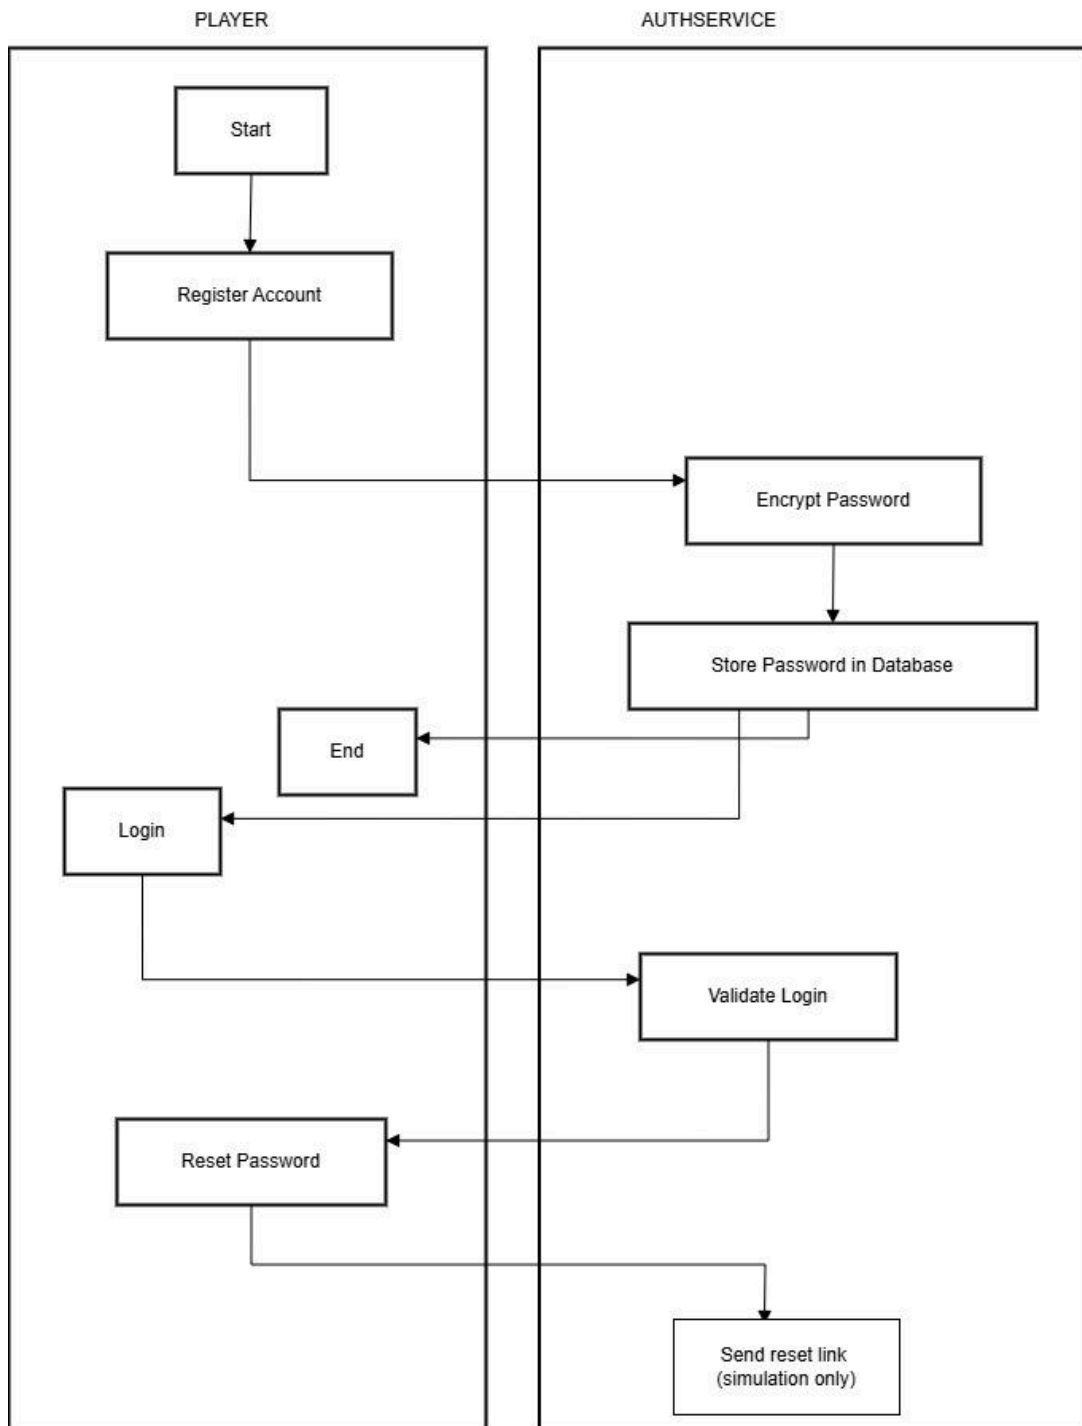 PLAYER
AUTHSERVICE
Start
Register Account
Encrypt Password
Store Password in Database
End
Login
Validate Login
Reset Password
Send reset link
(simulation only)